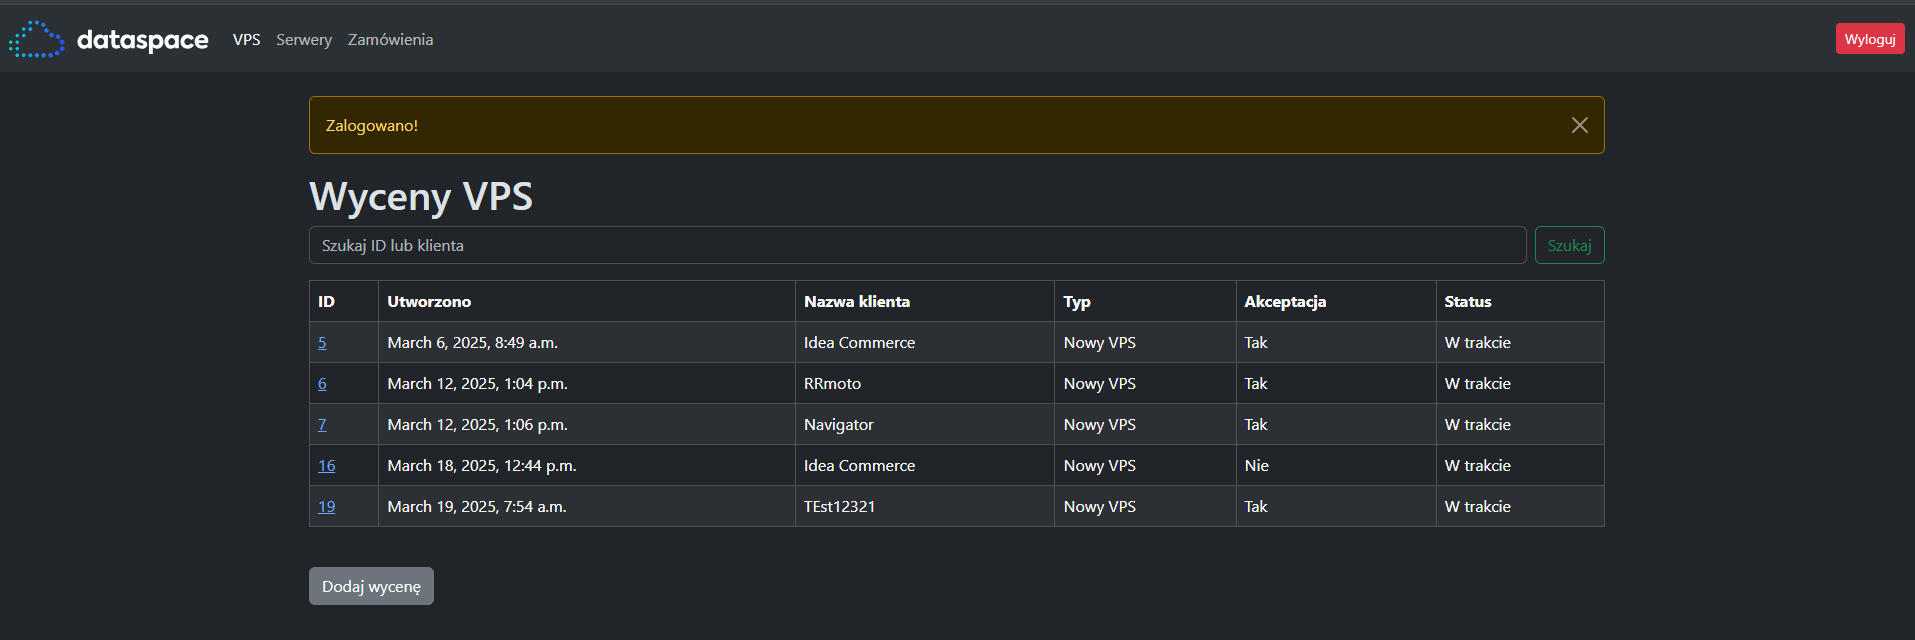 dataspace VPS Serwery Zamówienia Wyloguj
Zalogowano!
Wyceny VPS
Szukaj ID lub klienta Szukaj
ID Utworzono Nazwa klienta Typ Akceptacja Status
5 March 6, 2025, 8:49 a.m. Idea Commerce Nowy VPS Tak W trakcie
6 March 12, 2025, 1:04 p.m. RRmoto Nowy VPS Tak W trakcie
7 March 12, 2025, 1:06 p.m. Navigator Nowy VPS Tak W trakcie
16 March 18, 2025, 12:44 p.m. Idea Commerce Nowy VPS Nie W trakcie
19 March 19, 2025, 7:54 a.m. TEst12321 Nowy VPS Tak W trakcie
Dodaj wycenę